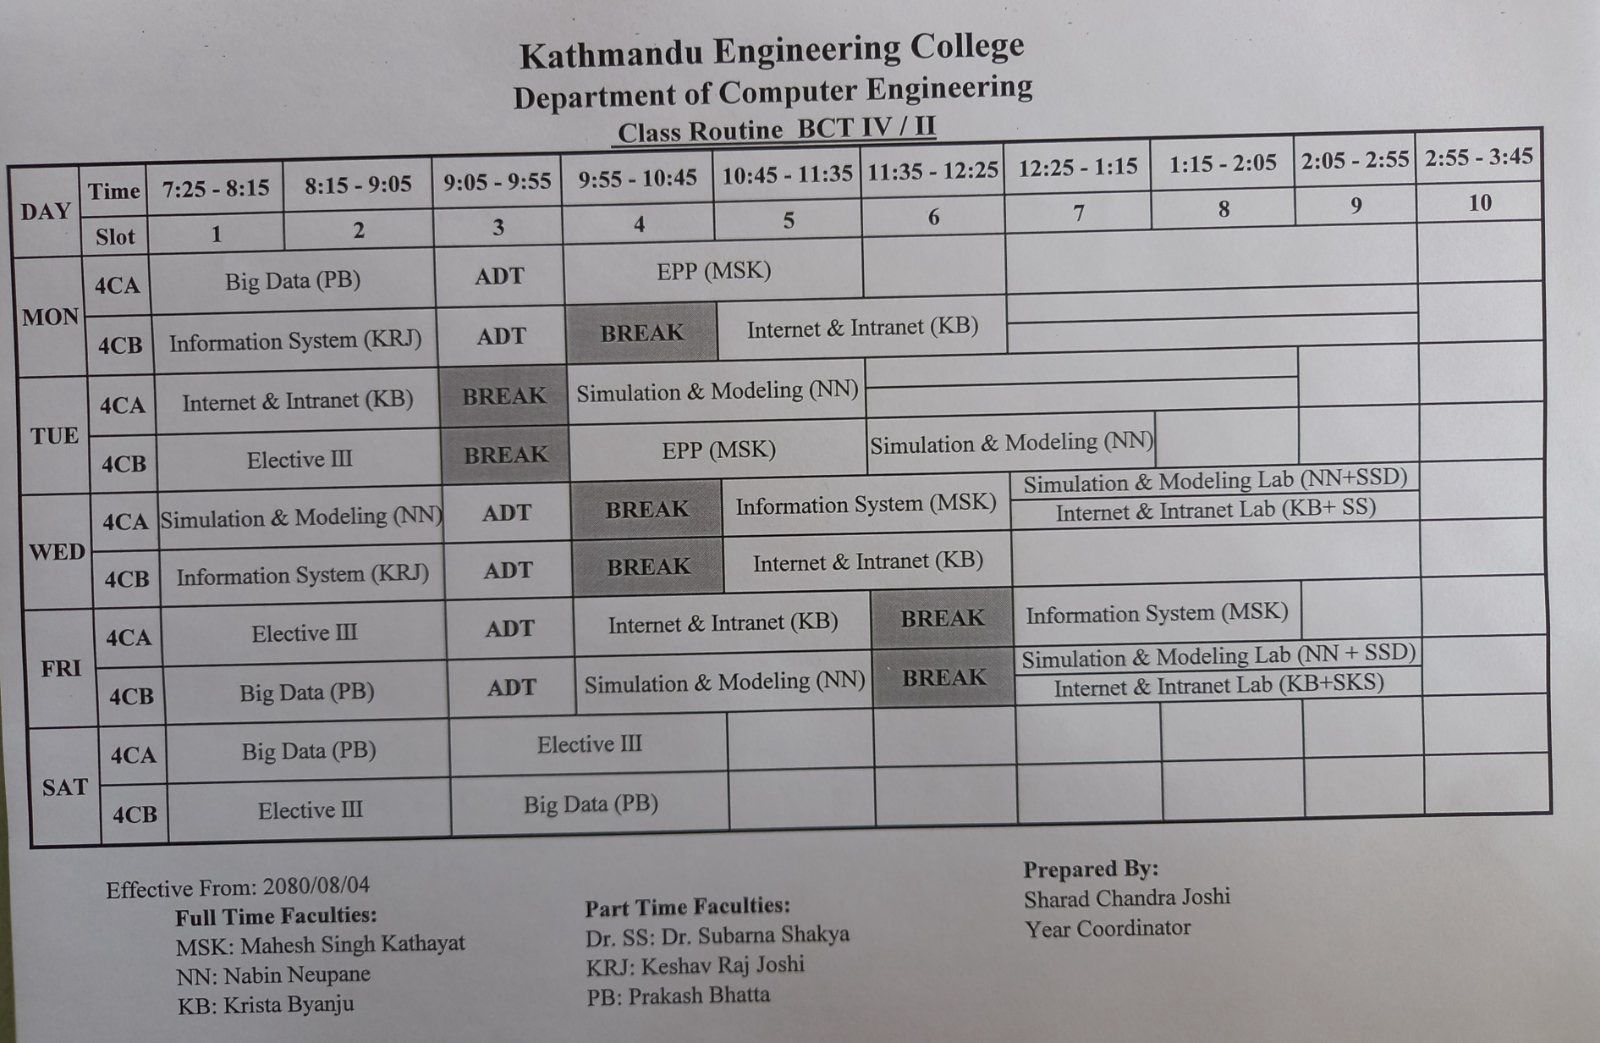 Kathmandu Engineering College
Department of Computer Engineering
Class Routine BCT IV / II
DAY Time 7:25 - 8:15 8:15 - 9:05 9:05 - 9:55 9:55 - 10:45 10:45 - 11:35 11:35 - 12:25 12:25 - 1:15 1:15 - 2:05 2:05 - 2:55 2:55 - 3:45
Slot 1 2 3 4 5 6 7 8 9 10
MON 4CA Big Data (PB) ADT EPP (MSK)
4CB Information System (KRJ) ADT BREAK Internet & Intranet (KB)
TUE 4CA Internet & Intranet (KB) BREAK Simulation & Modeling (NN)
4CB Elective III BREAK EPP (MSK) Simulation & Modeling (NN)
WED 4CA Simulation & Modeling (NN) ADT BREAK Information System (MSK) Simulation & Modeling Lab (NN+SSD)
Internet & Intranet Lab (KB+ SS)
4CB Information System (KRJ) ADT BREAK Internet & Intranet (KB)
FRI 4CA Elective III ADT Internet & Intranet (KB) BREAK Information System (MSK)
4CB Big Data (PB) ADT Simulation & Modeling (NN) BREAK Simulation & Modeling Lab (NN + SSD)
Internet & Intranet Lab (KB+SKS)
SAT 4CA Big Data (PB) Elective III
4CB Elective III Big Data (PB)
Effective From: 2080/08/04
Full Time Faculties:
MSK: Mahesh Singh Kathayat
NN: Nabin Neupane
KB: Krista Byanju
Part Time Faculties:
Dr. SS: Dr. Subarna Shakya
KRJ: Keshav Raj Joshi
PB: Prakash Bhatta
Prepared By:
Sharad Chandra Joshi
Year Coordinator